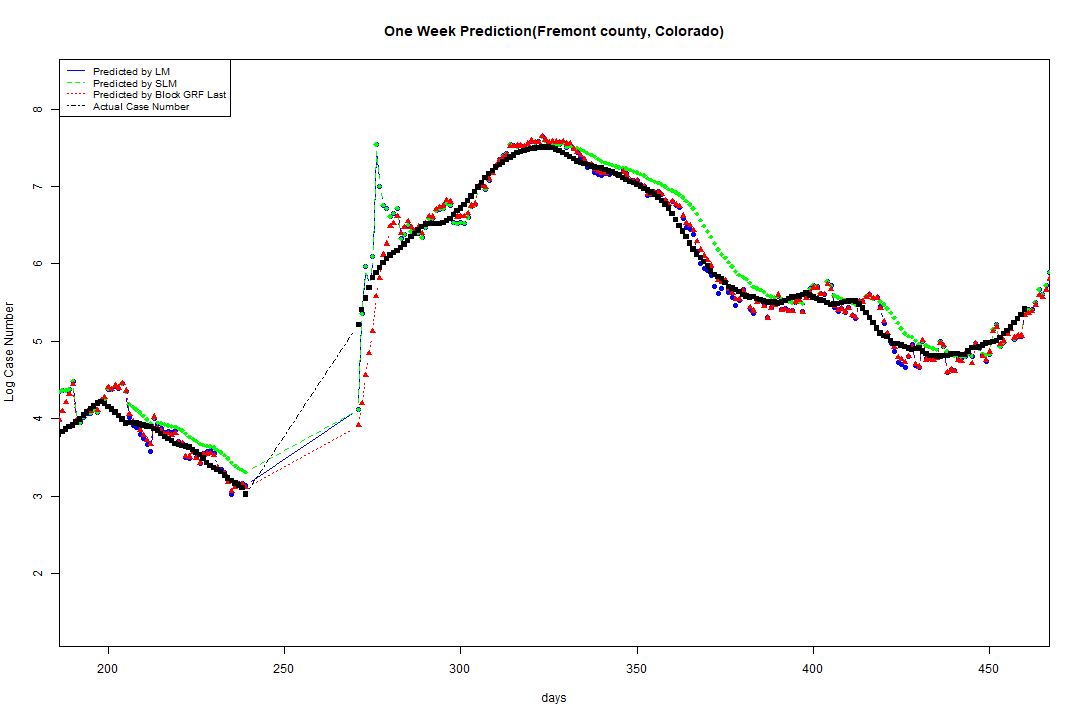 One Week Prediction(Fremont county, Colorado)
Predicted by LM
Predicted by SLM
Predicted by Block GRF Last
Actual Case Number
8
7
6
5
4
3
2
Log Case Number
200 250 300 350 400 450
days